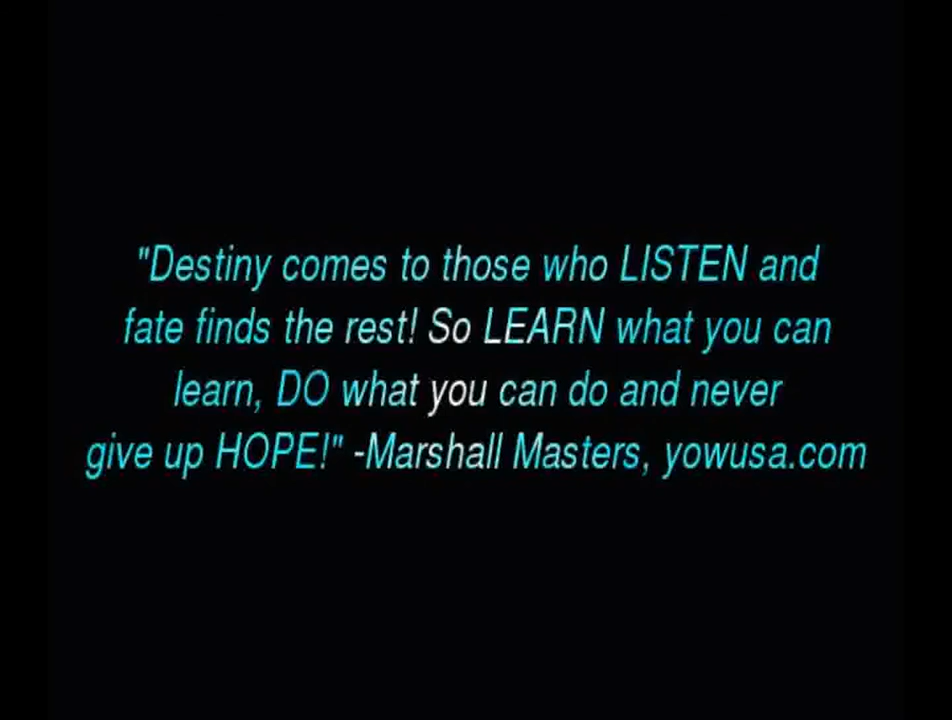 "Destiny comes to those who LISTEN and
fate finds the rest! So LEARN what you can
learn, DO what you can do and never
give up HOPE!" -Marshall Masters, yowusa.com